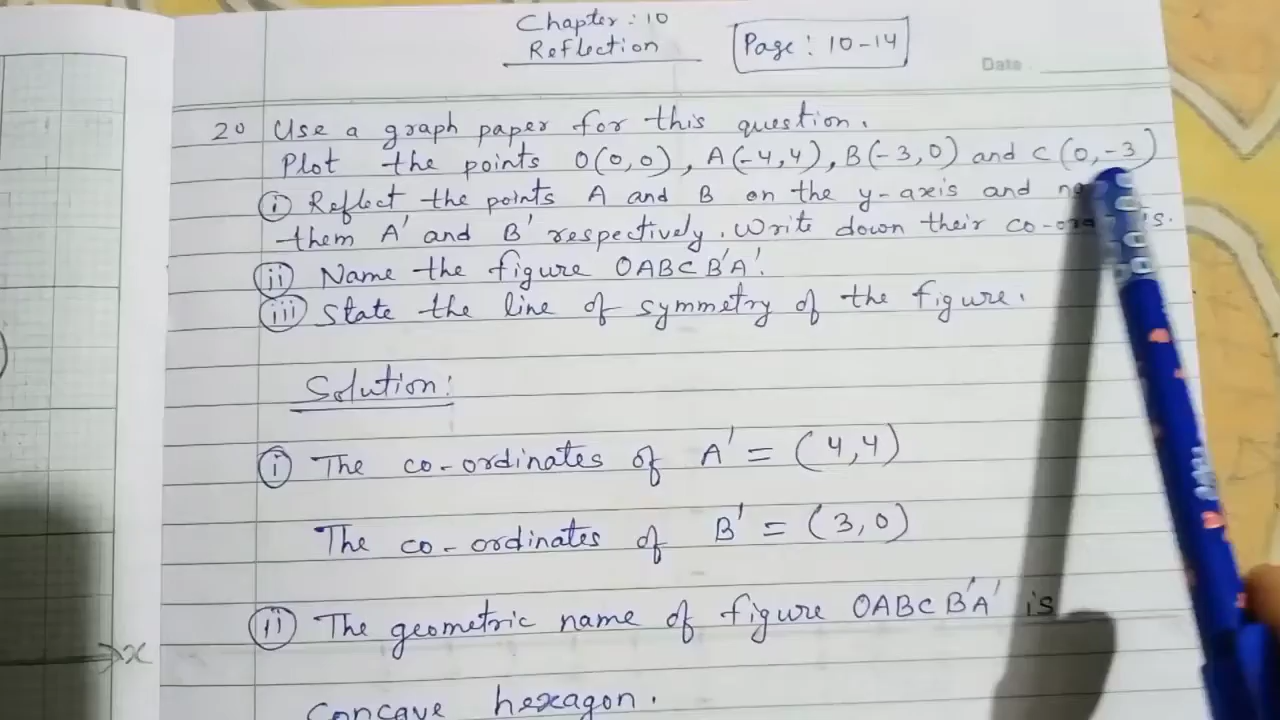 Chapter: 10
Reflection
Page: 10-14
Date
20 Use a graph paper for this question.
Plot the points O(0,0), A(-4,4), B(-3,0) and C(0,-3)
(i) Reflect the points A and B on the y-axis and
them A' and B' respectively. Write down their
(ii) Name the figure OABCB'A'.
(iii) State the line of symmetry of the figure.
Solution:
(i) The co-ordinates of A' = (4,4)
The co-ordinates of B' = (3,0)
(ii) The geometric name of figure OABCB'A' is
x
Concave hexagon.